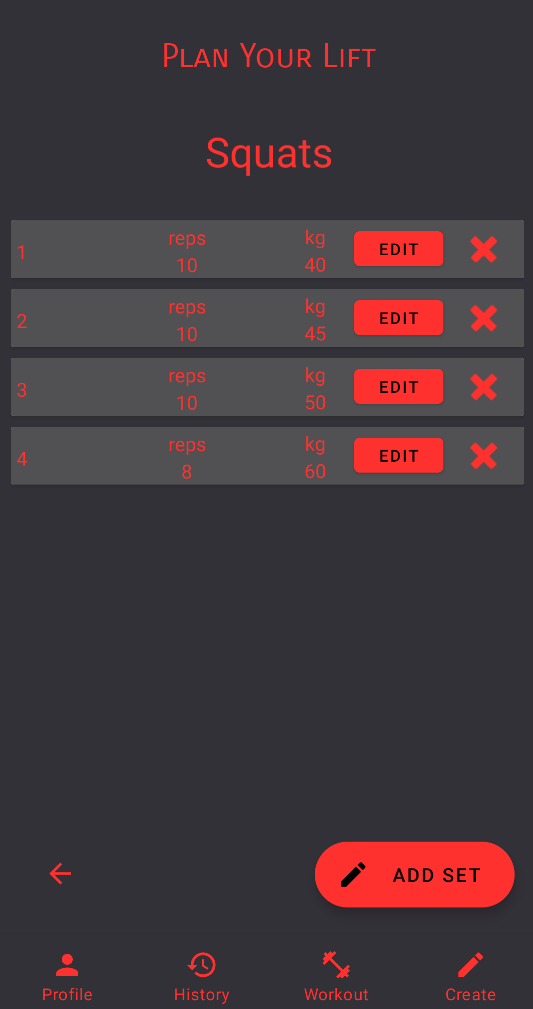 Plan Your Lift
Squats
1 reps kg EDIT
10 40
2 reps kg EDIT
10 45
3 reps kg EDIT
10 50
4 reps kg EDIT
8 60
ADD SET
Profile History Workout Create